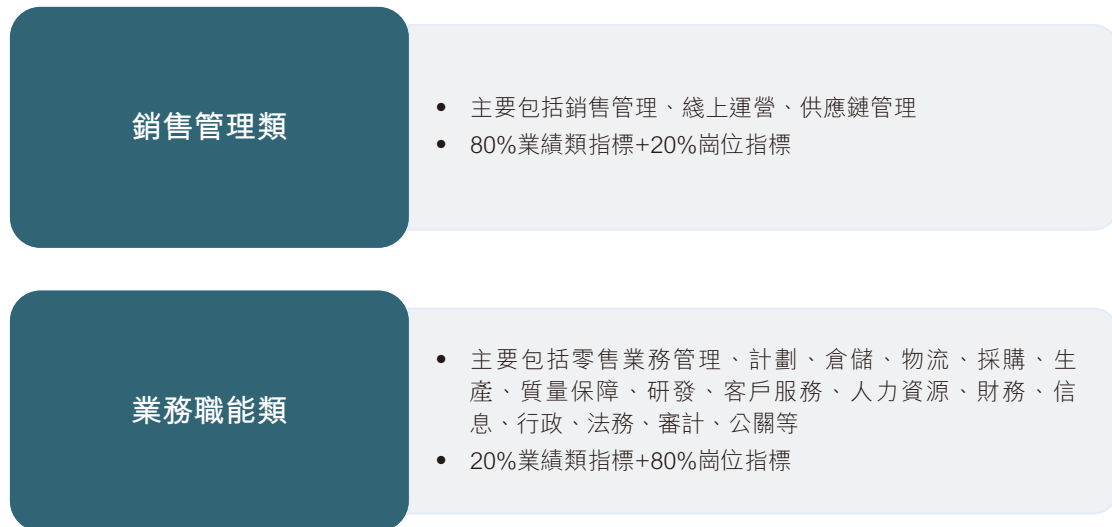 銷售管理類
• 主要包括銷售管理、綫上運營、供應鏈管理
• 80%業績類指標+20%崗位指標
業務職能類
• 主要包括零售業務管理、計劃、倉儲、物流、採購、生
產、質量保障、研發、客戶服務、人力資源、財務、信
息、行政、法務、審計、公關等
• 20%業績類指標+80%崗位指標